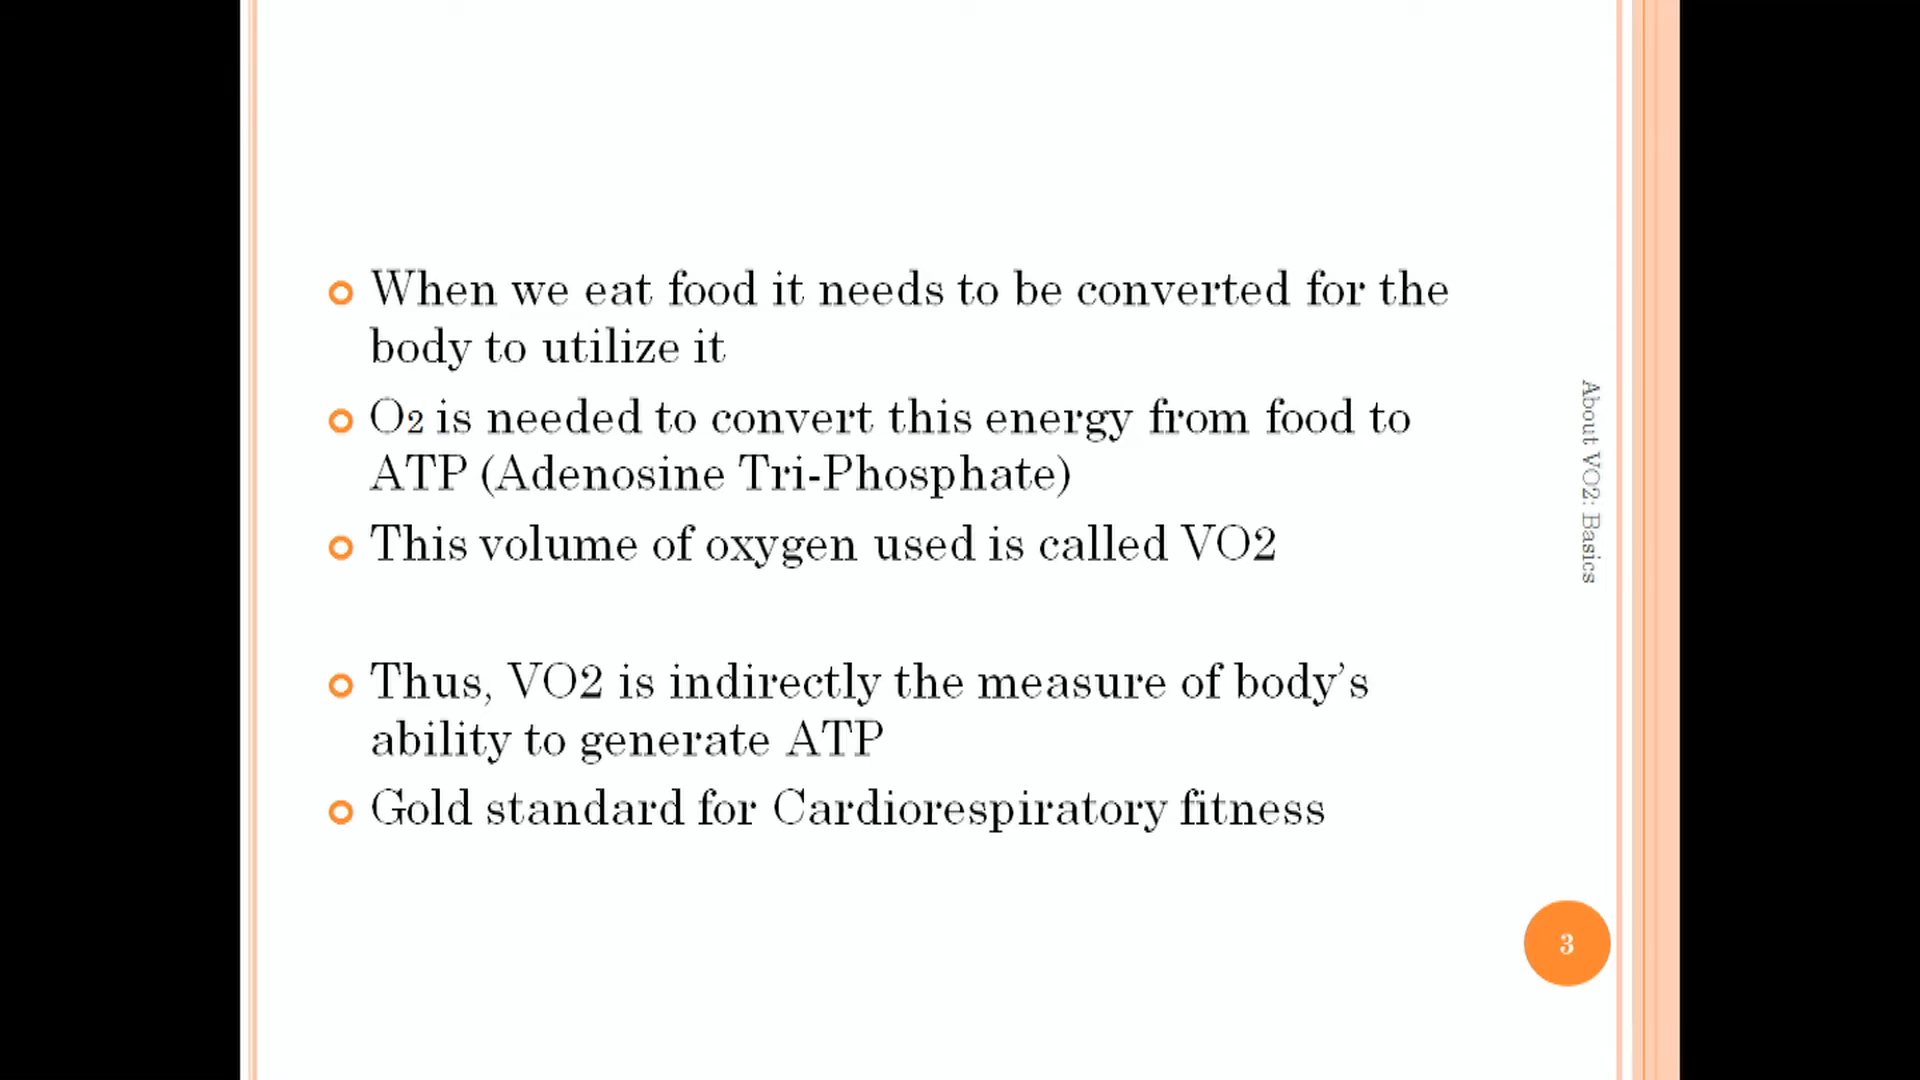 When we eat food it needs to be converted for the
body to utilize it
O2 is needed to convert this energy from food to
ATP (Adenosine Tri-Phosphate)
This volume of oxygen used is called VO2
Thus, VO2 is indirectly the measure of body's
ability to generate ATP
Gold standard for Cardiorespiratory fitness
About VO2: Basics
3